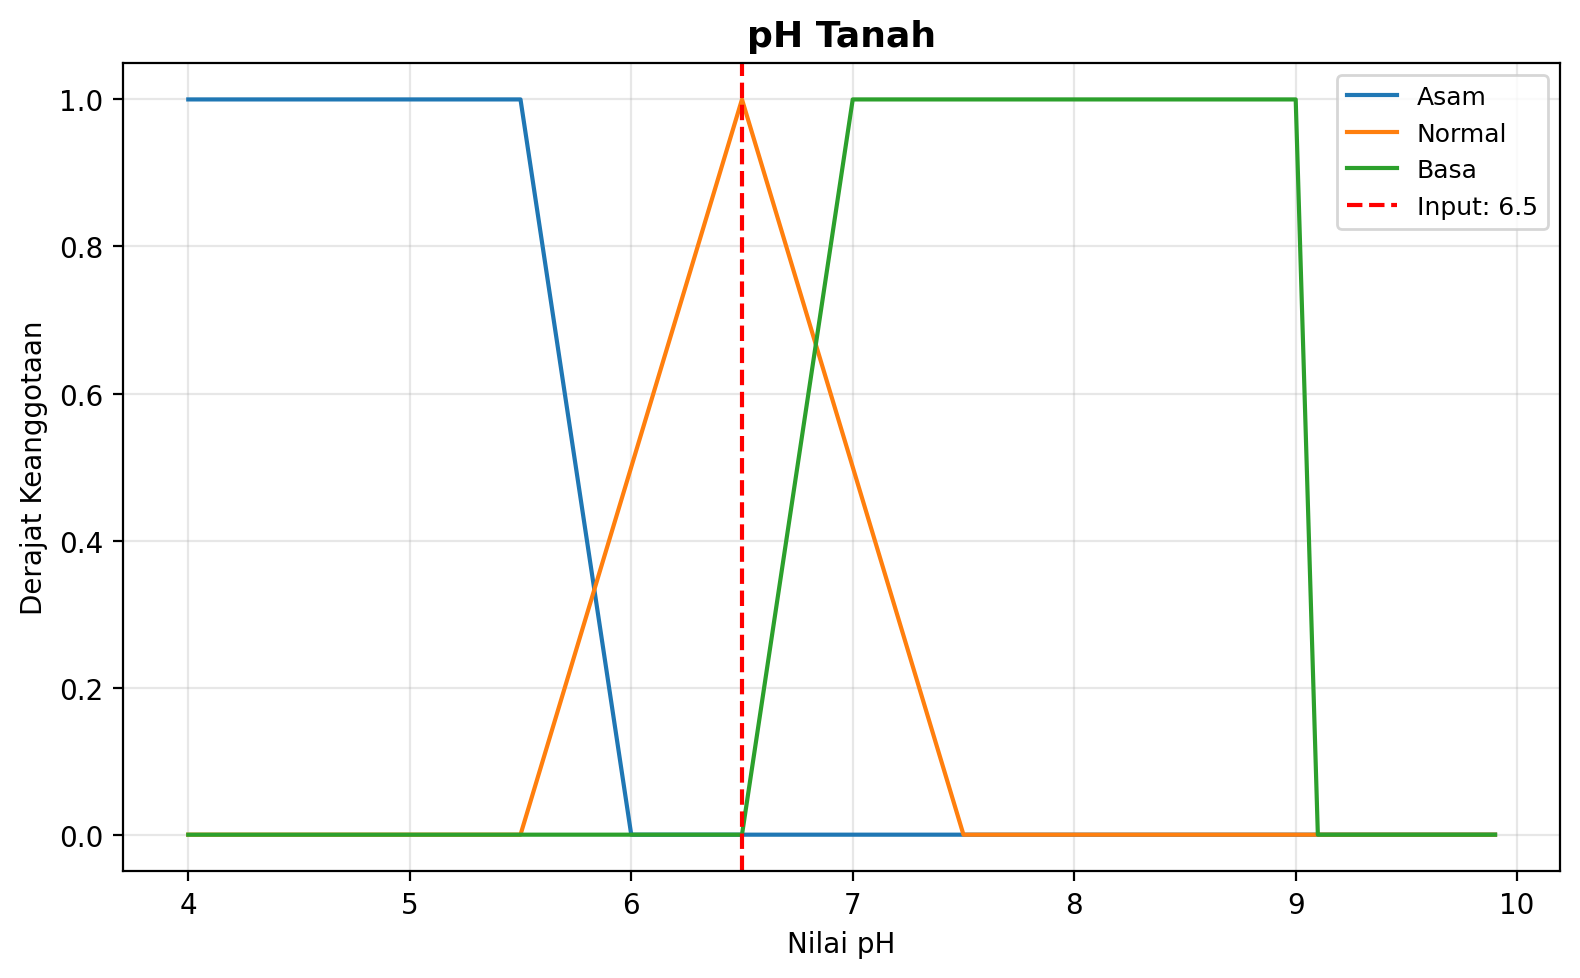 pH Tanah
Asam
Normal
Basa
Input: 6.5
Derajat Keanggotaan
1.0
0.8
0.6
0.4
0.2
0.0
4 5 6 7 8 9 10
Nilai pH